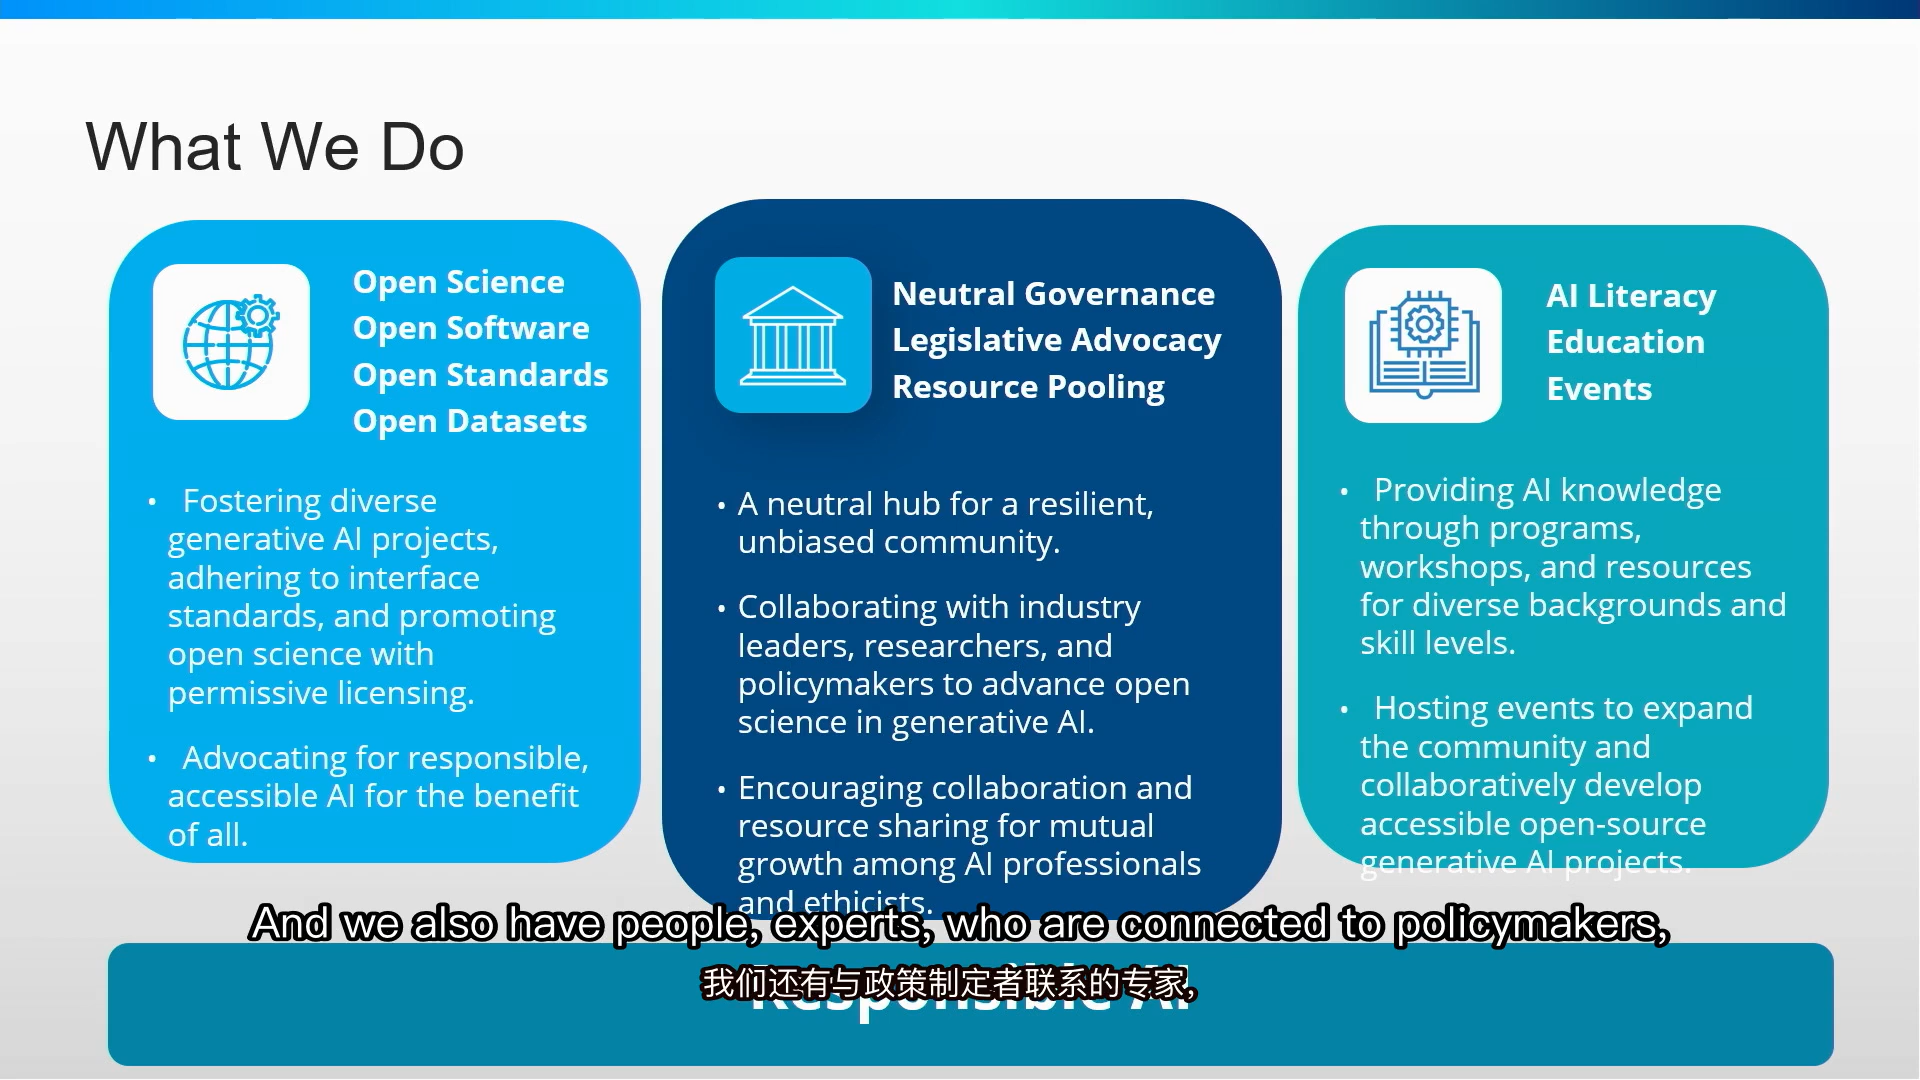 What We Do
Open Science
Open Software
Open Standards
Open Datasets
• Fostering diverse
generative AI projects,
adhering to interface
standards, and promoting
open science with
permissive licensing.
• Advocating for responsible,
accessible AI for the benefit
of all.
Neutral Governance
Legislative Advocacy
Resource Pooling
• A neutral hub for a resilient,
unbiased community.
• Collaborating with industry
leaders, researchers, and
policymakers to advance open
science in generative AI.
• Encouraging collaboration and
resource sharing for mutual
growth among AI professionals
and ethicists.
AI Literacy
Education
Events
• Providing AI knowledge
through programs,
workshops, and resources
for diverse backgrounds and
skill levels.
• Hosting events to expand
the community and
collaboratively develop
accessible open-source
generative AI projects.
And we also have people, experts, who are connected to policymakers,
我们还有与政策制定者联系的专家,
Responsible AI